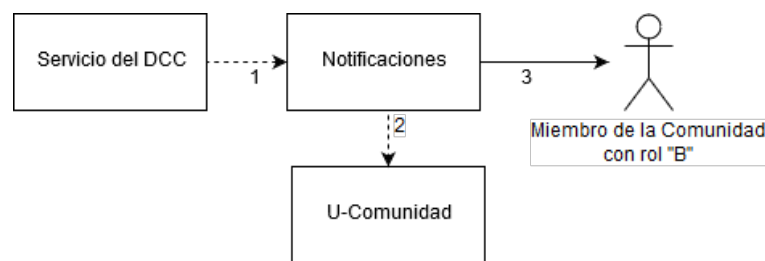 Servicio del DCC
1
Notificaciones
3
2
Miembro de la Comunidad
con rol "B"
U-Comunidad